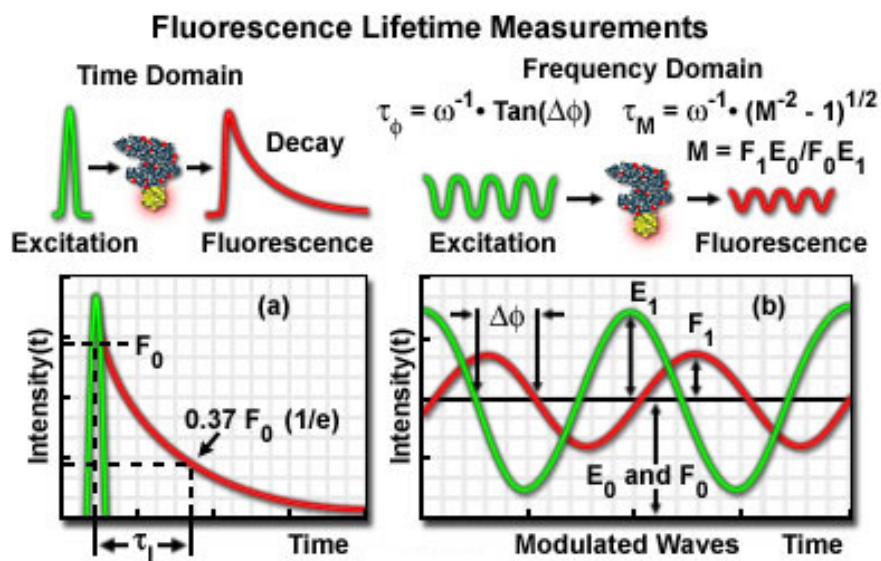 Fluorescence Lifetime Measurements
Time Domain
Decay
Excitation
Fluorescence
Frequency Domain
τϕ = ω⁻¹ • Tan(Δϕ)
τM = ω⁻¹ • (M⁻² - 1)¹/²
M = F₁E₀/F₀E₁
Excitation
Fluorescence
(a)
Intensity(t)
F₀
0.37 F₀ (1/e)
τl
Time
(b)
Intensity(t)
Δϕ
E₁
F₁
E₀ and F₀
Modulated Waves
Time